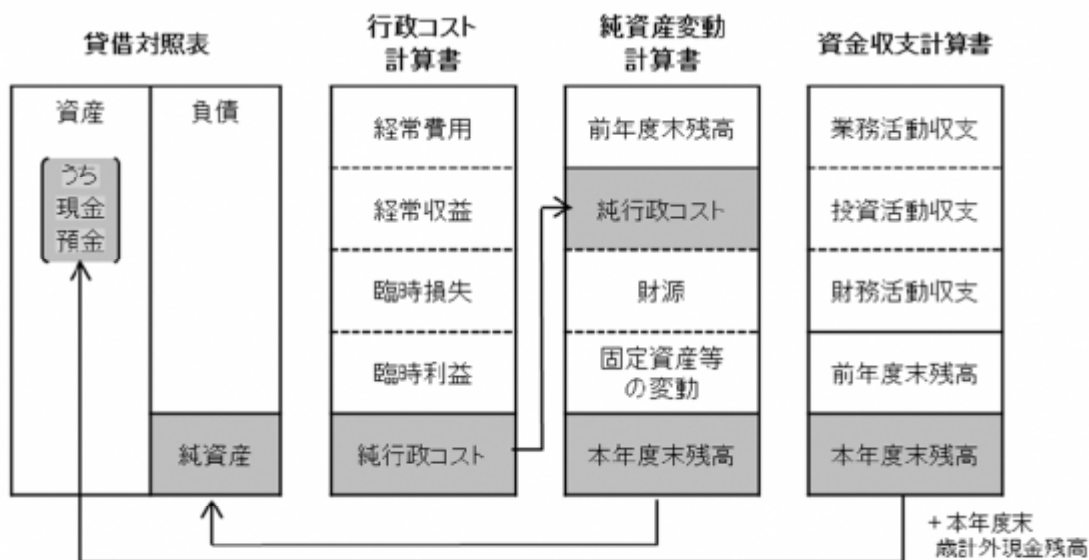 貸借対照表
資産
負債
うち
現金
預金
純資産
行政コスト
計算書
経常費用
経常収益
臨時損失
臨時利益
純行政コスト
純資産変動
計算書
前年度末残高
純行政コスト
財源
固定資産等
の変動
本年度末残高
資金収支計算書
業務活動収支
投資活動収支
財務活動収支
前年度末残高
本年度末残高
+本年度末
歳計外現金残高